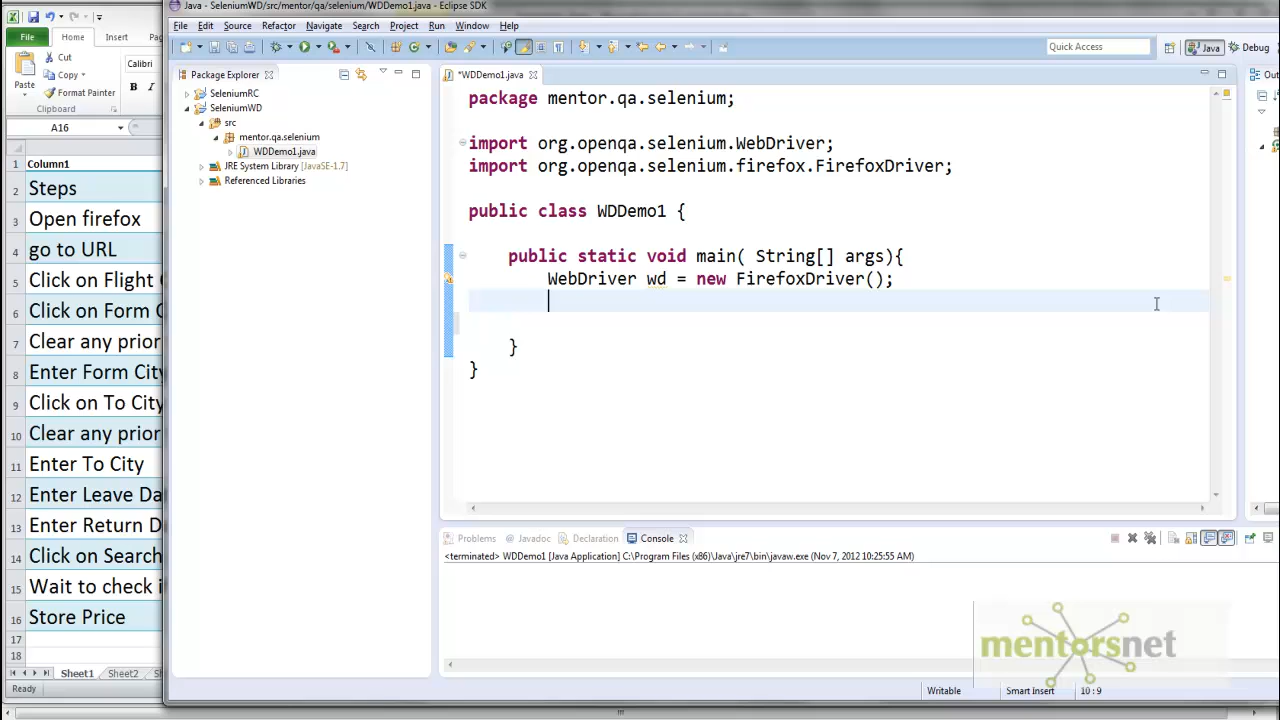 Java - SeleniumWD/src/mentor/qa/selenium/WDDemo1.java - Eclipse SDK
File Edit Source Refactor Navigate Search Project Run Window Help
Quick Access
Java
Debug
File Home Insert
Cut
Copy
Format Painter
Paste
Clipboard
Calibri
B I
A16
Package Explorer
SeleniumRC
SeleniumWD
src
mentor.qa.selenium
WDDemo1.java
JRE System Library [JavaSE-1.7]
Referenced Libraries
*WDDemo1.java
package mentor.qa.selenium;
import org.openqa.selenium.WebDriver;
import org.openqa.selenium.firefox.FirefoxDriver;
public class WDDemo1 {
public static void main( String[] args){
WebDriver wd = new FirefoxDriver();
}
}
1 Column1
2 Steps
3 Open firefox
4 go to URL
5 Click on Flight
6 Click on Form C
7 Clear any prior
8 Enter Form City
9 Click on To City
10 Clear any prior
11 Enter To City
12 Enter Leave Da
13 Enter Return D
14 Click on Search
15 Wait to check i
16 Store Price
17
18
Sheet1 Sheet2 Sh
Ready
Problems Javadoc Declaration Console
<terminated> WDDemo1 [Java Application] C:\Program Files (x86)\Java\jre7\bin\javaw.exe (Nov 7, 2012 10:25:55 AM)
mentorsnet
Writable Smart Insert 10 : 9